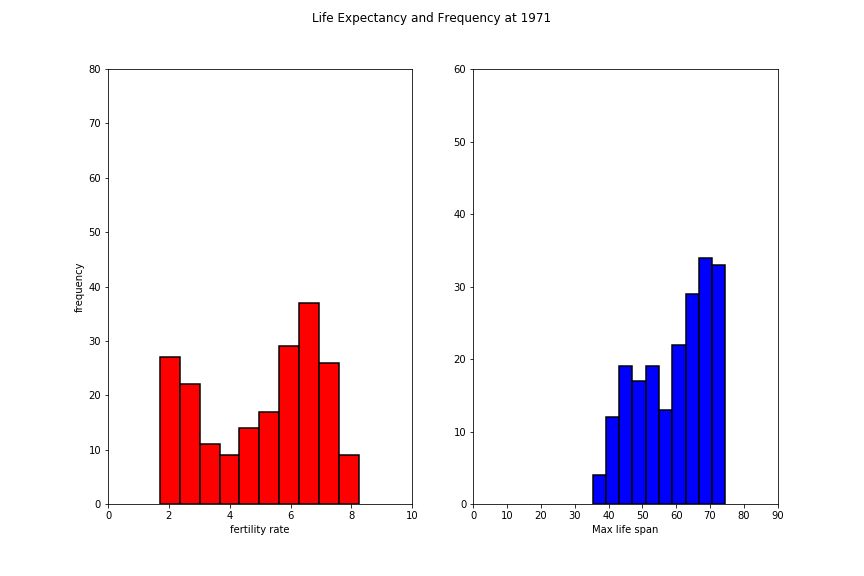 Life Expectancy and Frequency at 1971
80
70
60
50
40
30
20
10
0
frequency
0 2 4 6 8 10
fertility rate
60
50
40
30
20
10
0
0 10 20 30 40 50 60 70 80 90
Max life span